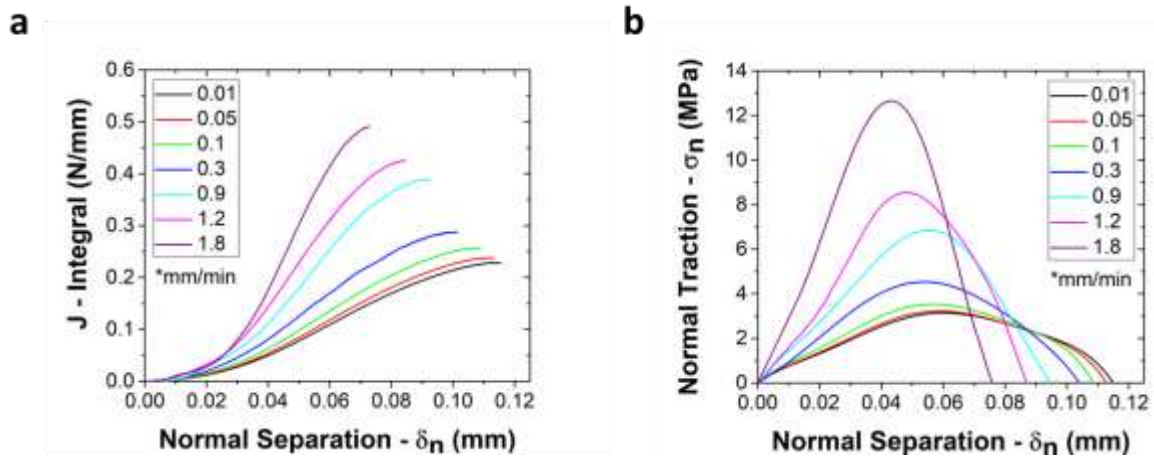 a
J - Integral (N/mm)
0.6
0.5
0.4
0.3
0.2
0.1
0.0
0.01
0.05
0.1
0.3
0.9
1.2
1.8
*mm/min
0.00 0.02 0.04 0.06 0.08 0.10 0.12
Normal Separation - δn (mm)
b
Normal Traction - σn (MPa)
14
12
10
8
6
4
2
0
0.01
0.05
0.1
0.3
0.9
1.2
1.8
*mm/min
0.00 0.02 0.04 0.06 0.08 0.10 0.12
Normal Separation - δn (mm)